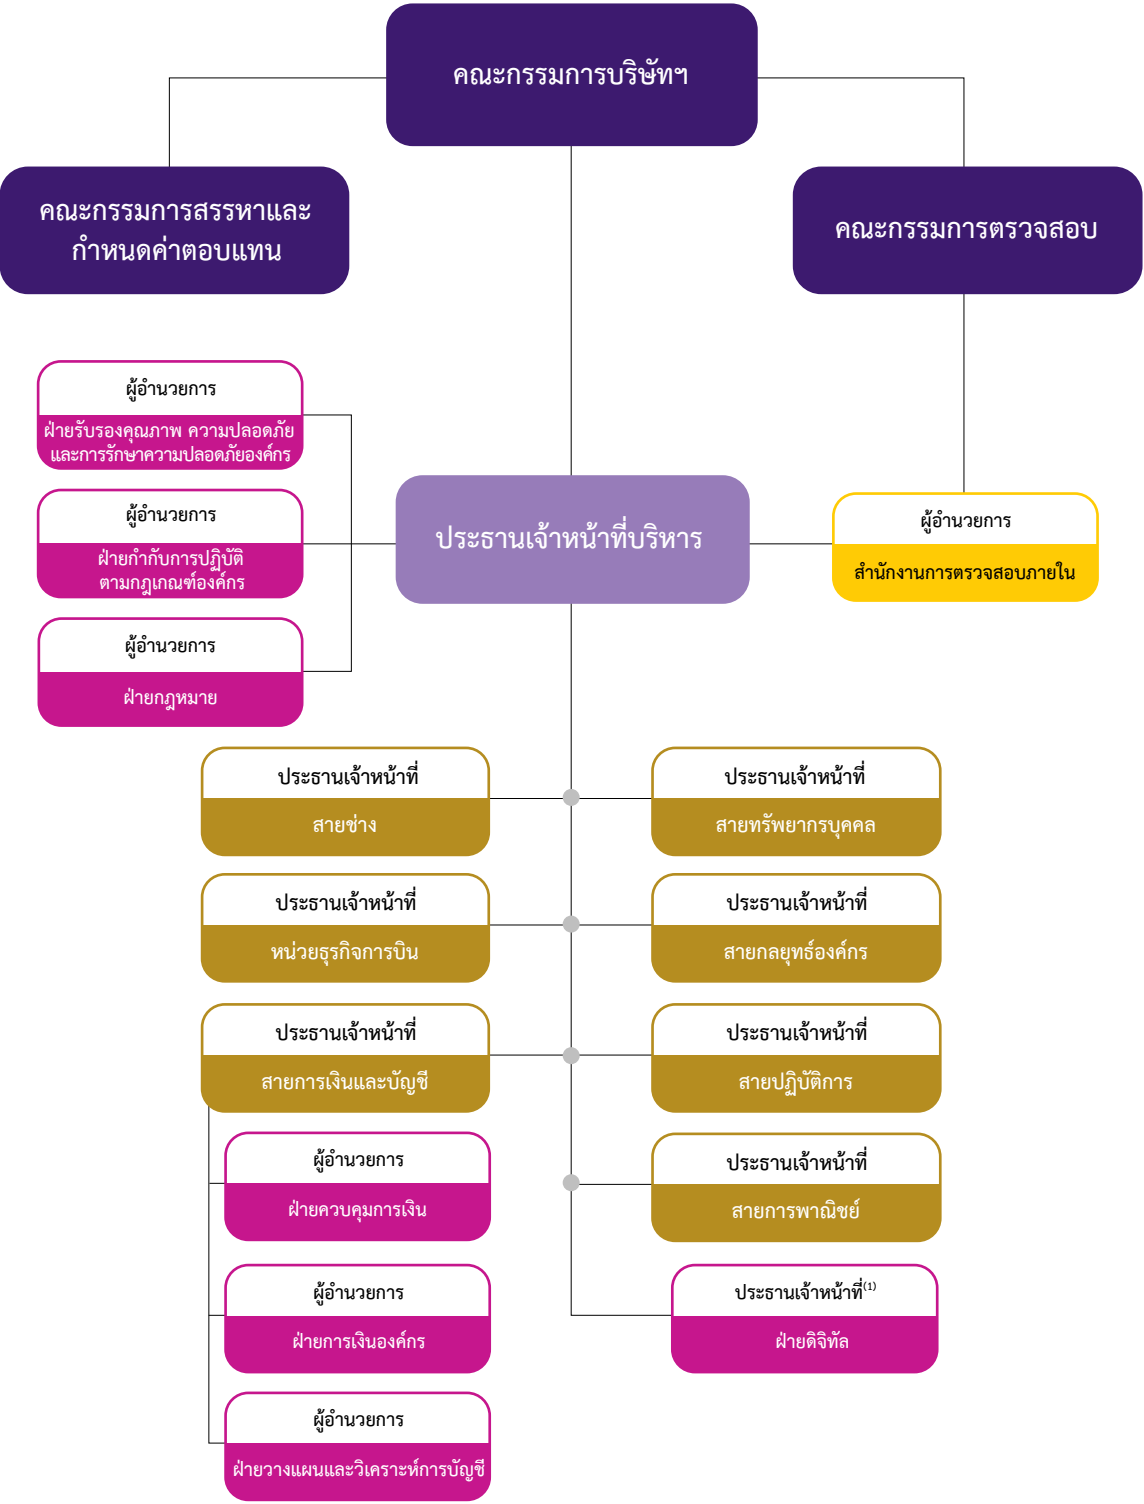 คณะกรรมการบริษัทฯ
คณะกรรมการสรรหาและ
กำหนดค่าตอบแทน
คณะกรรมการตรวจสอบ
ผู้อำนวยการ
ฝ่ายรับรองคุณภาพ ความปลอดภัย
และการรักษาความปลอดภัยองค์กร
ผู้อำนวยการ
ฝ่ายกำกับการปฏิบัติ
ตามกฎเกณฑ์องค์กร
ผู้อำนวยการ
ฝ่ายกฎหมาย
ประธานเจ้าหน้าที่บริหาร
ผู้อำนวยการ
สำนักงานการตรวจสอบภายใน
ประธานเจ้าหน้าที่
สายช่าง
ประธานเจ้าหน้าที่
สายทรัพยากรบุคคล
ประธานเจ้าหน้าที่
หน่วยธุรกิจการบิน
ประธานเจ้าหน้าที่
สายกลยุทธ์องค์กร
ประธานเจ้าหน้าที่
สายการเงินและบัญชี
ประธานเจ้าหน้าที่
สายปฏิบัติการ
ผู้อำนวยการ
ฝ่ายควบคุมการเงิน
ประธานเจ้าหน้าที่
สายการพาณิชย์
ผู้อำนวยการ
ฝ่ายการเงินองค์กร
ประธานเจ้าหน้าที่(1)
ฝ่ายดิจิทัล
ผู้อำนวยการ
ฝ่ายวางแผนและวิเคราะห์การบัญชี